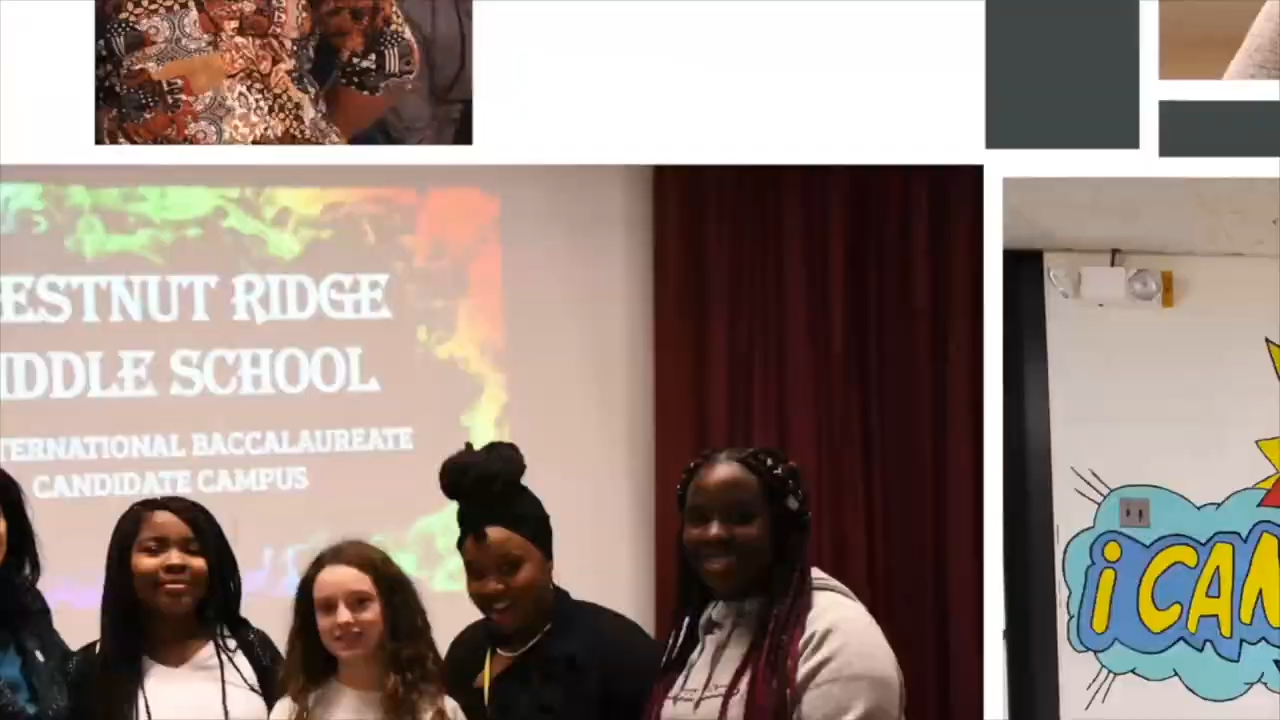 ESTNUT RIDGE
IDDLE SCHOOL
TERNATIONAL BACCALAUREATE
CANDIDATE CAMPUS
i CAN